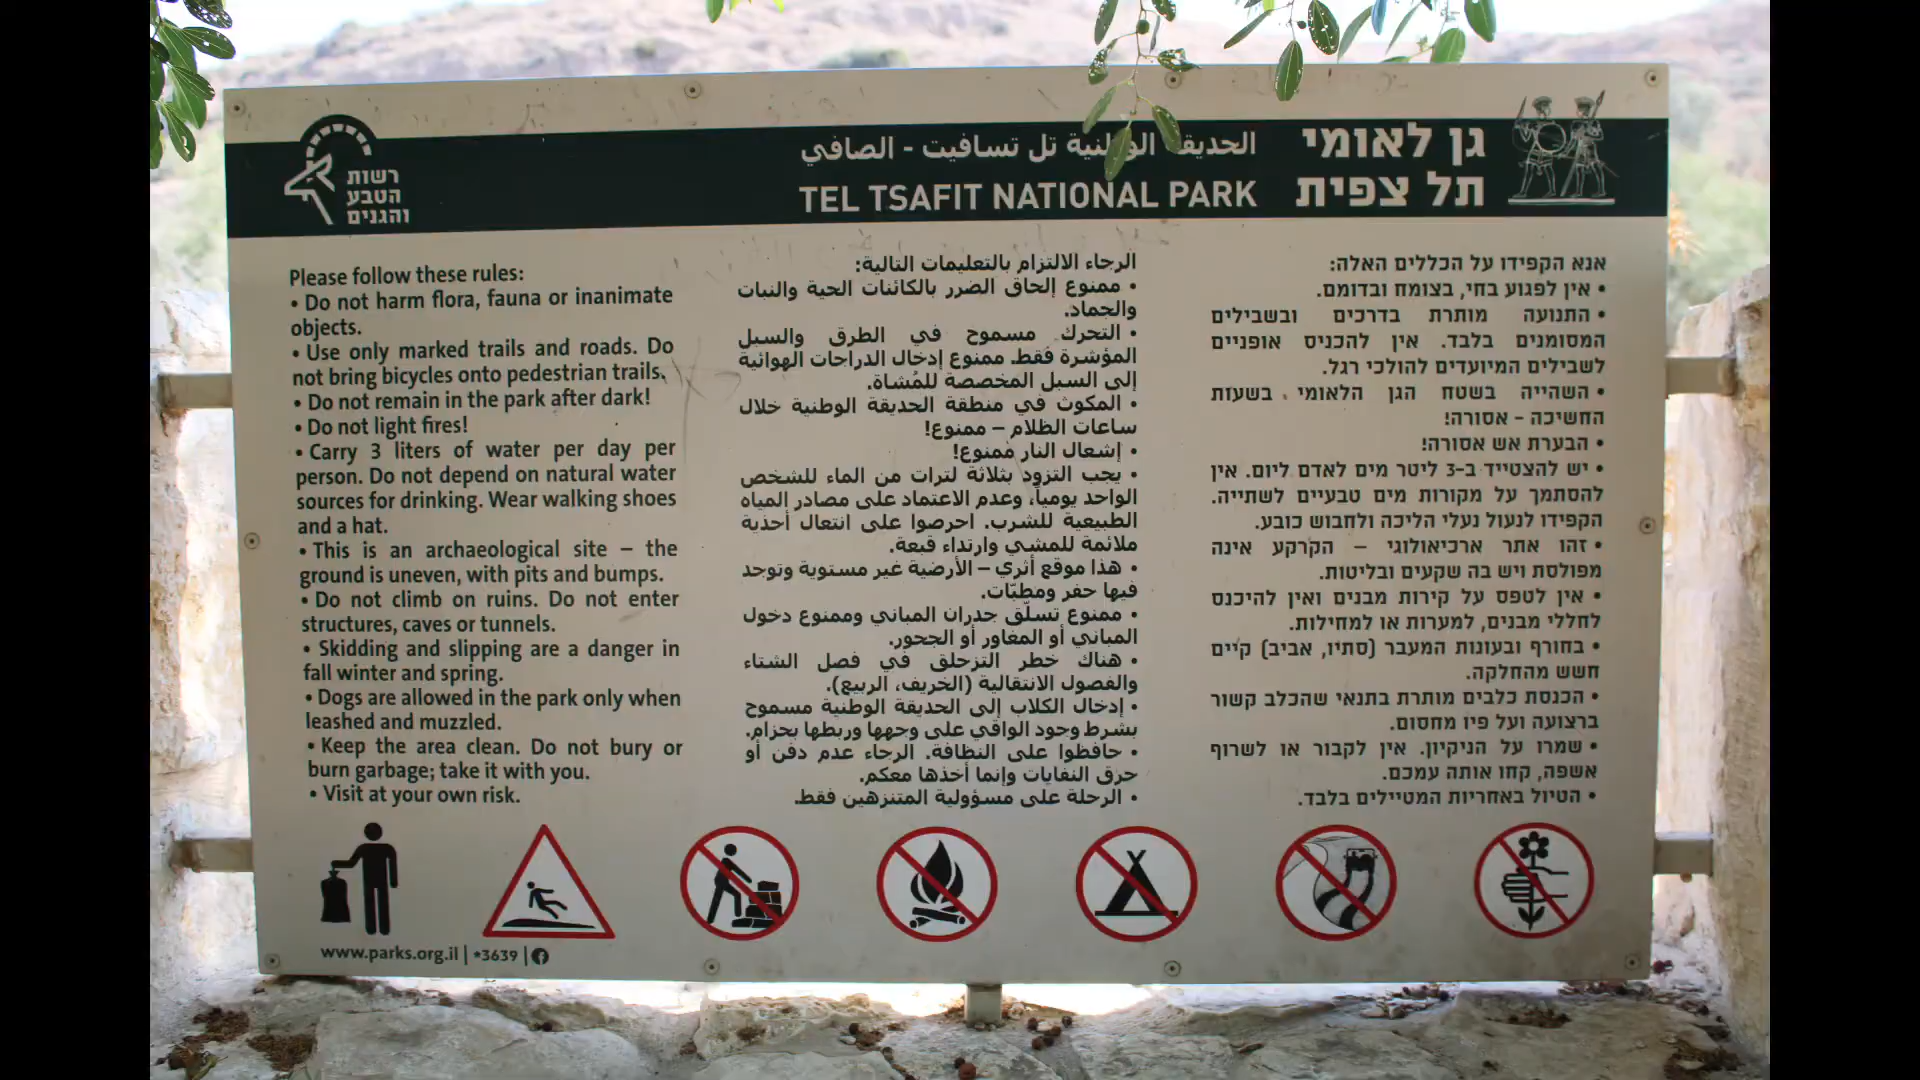 רשות
הטבע
והגנים
الحديقة الوطنية تل تسافيت - الصافي
TEL TSAFIT NATIONAL PARK
גן לאומי
תל צפית
Please follow these rules:
• Do not harm flora, fauna or inanimate
objects.
• Use only marked trails and roads. Do
not bring bicycles onto pedestrian trails.
• Do not remain in the park after dark!
• Do not light fires!
• Carry 3 liters of water per day per
person. Do not depend on natural water
sources for drinking. Wear walking shoes
and a hat.
• This is an archaeological site – the
ground is uneven, with pits and bumps.
• Do not climb on ruins. Do not enter
structures, caves or tunnels.
• Skidding and slipping are a danger in
fall winter and spring.
• Dogs are allowed in the park only when
leashed and muzzled.
• Keep the area clean. Do not bury or
burn garbage; take it with you.
• Visit at your own risk.
الرجاء الالتزام بالتعليمات التالية:
• ممنوع إلحاق الضرر بالكائنات الحية والنبات
والجماد.
• التحرك مسموح في الطرق والسبل
المؤشرة فقط. ممنوع إدخال الدراجات الهوائية
إلى السبل المخصصة للمُشاة.
• المكوث في منطقة الحديقة الوطنية خلال
ساعات الظلام – ممنوع!
• إشعال النار ممنوع!
• يجب التزود بثلاثة لترات من الماء للشخص
الواحد يومياً، وعدم الاعتماد على مصادر المياه
الطبيعية للشرب. احرصوا على انتعال أحذية
ملائمة للمشي وارتداء قبعة.
• هذا موقع أثري – الأرضية غير مستوية وتوجد
فيها حفر ومطبّات.
• ممنوع تسلّق جدران المباني وممنوع دخول
المباني أو المغاور أو الجحور.
• هناك خطر التزحلق في فصل الشتاء
والفصول الانتقالية (الخريف، الربيع).
• إدخال الكلاب إلى الحديقة الوطنية مسموح
بشرط وجود الواقي على وجهها وربطها بحزام.
• حافظوا على النظافة. الرجاء عدم دفن أو
حرق النفايات وإنما أخذها معكم.
• الرحلة على مسؤولية المتنزهين فقط.
אנא הקפידו על הכללים האלה:
• אין לפגוע בחי, בצומח ובדומם.
• התנועה מותרת בדרכים ובשבילים
המסומנים בלבד. אין להכניס אופניים
לשבילים המיועדים להולכי רגל.
• השהייה בשטח הגן הלאומי בשעות
החשיכה – אסורה!
• הבערת אש אסורה!
• יש להצטייד ב-3 ליטר מים לאדם ליום. אין
להסתמך על מקורות מים טבעיים לשתייה.
הקפידו לנעול נעלי הליכה ולחבוש כובע.
• זהו אתר ארכיאולוגי – הקרקע אינה
מפולסת ויש בה שקעים ובליטות.
• אין לטפס על קירות מבנים ואין להיכנס
לחללי מבנים, למערות או למחילות.
• בחורף ובעונות המעבר (סתיו, אביב) קיים
חשש מהחלקה.
• הכנסת כלבים מותרת בתנאי שהכלב קשור
ברצועה ועל פיו מחסום.
• שמרו על הניקיון. אין לקבור או לשרוף
אשפה, קחו אותה עמכם.
• הטיול באחריות המטיילים בלבד.
www.parks.org.il | *3639 |